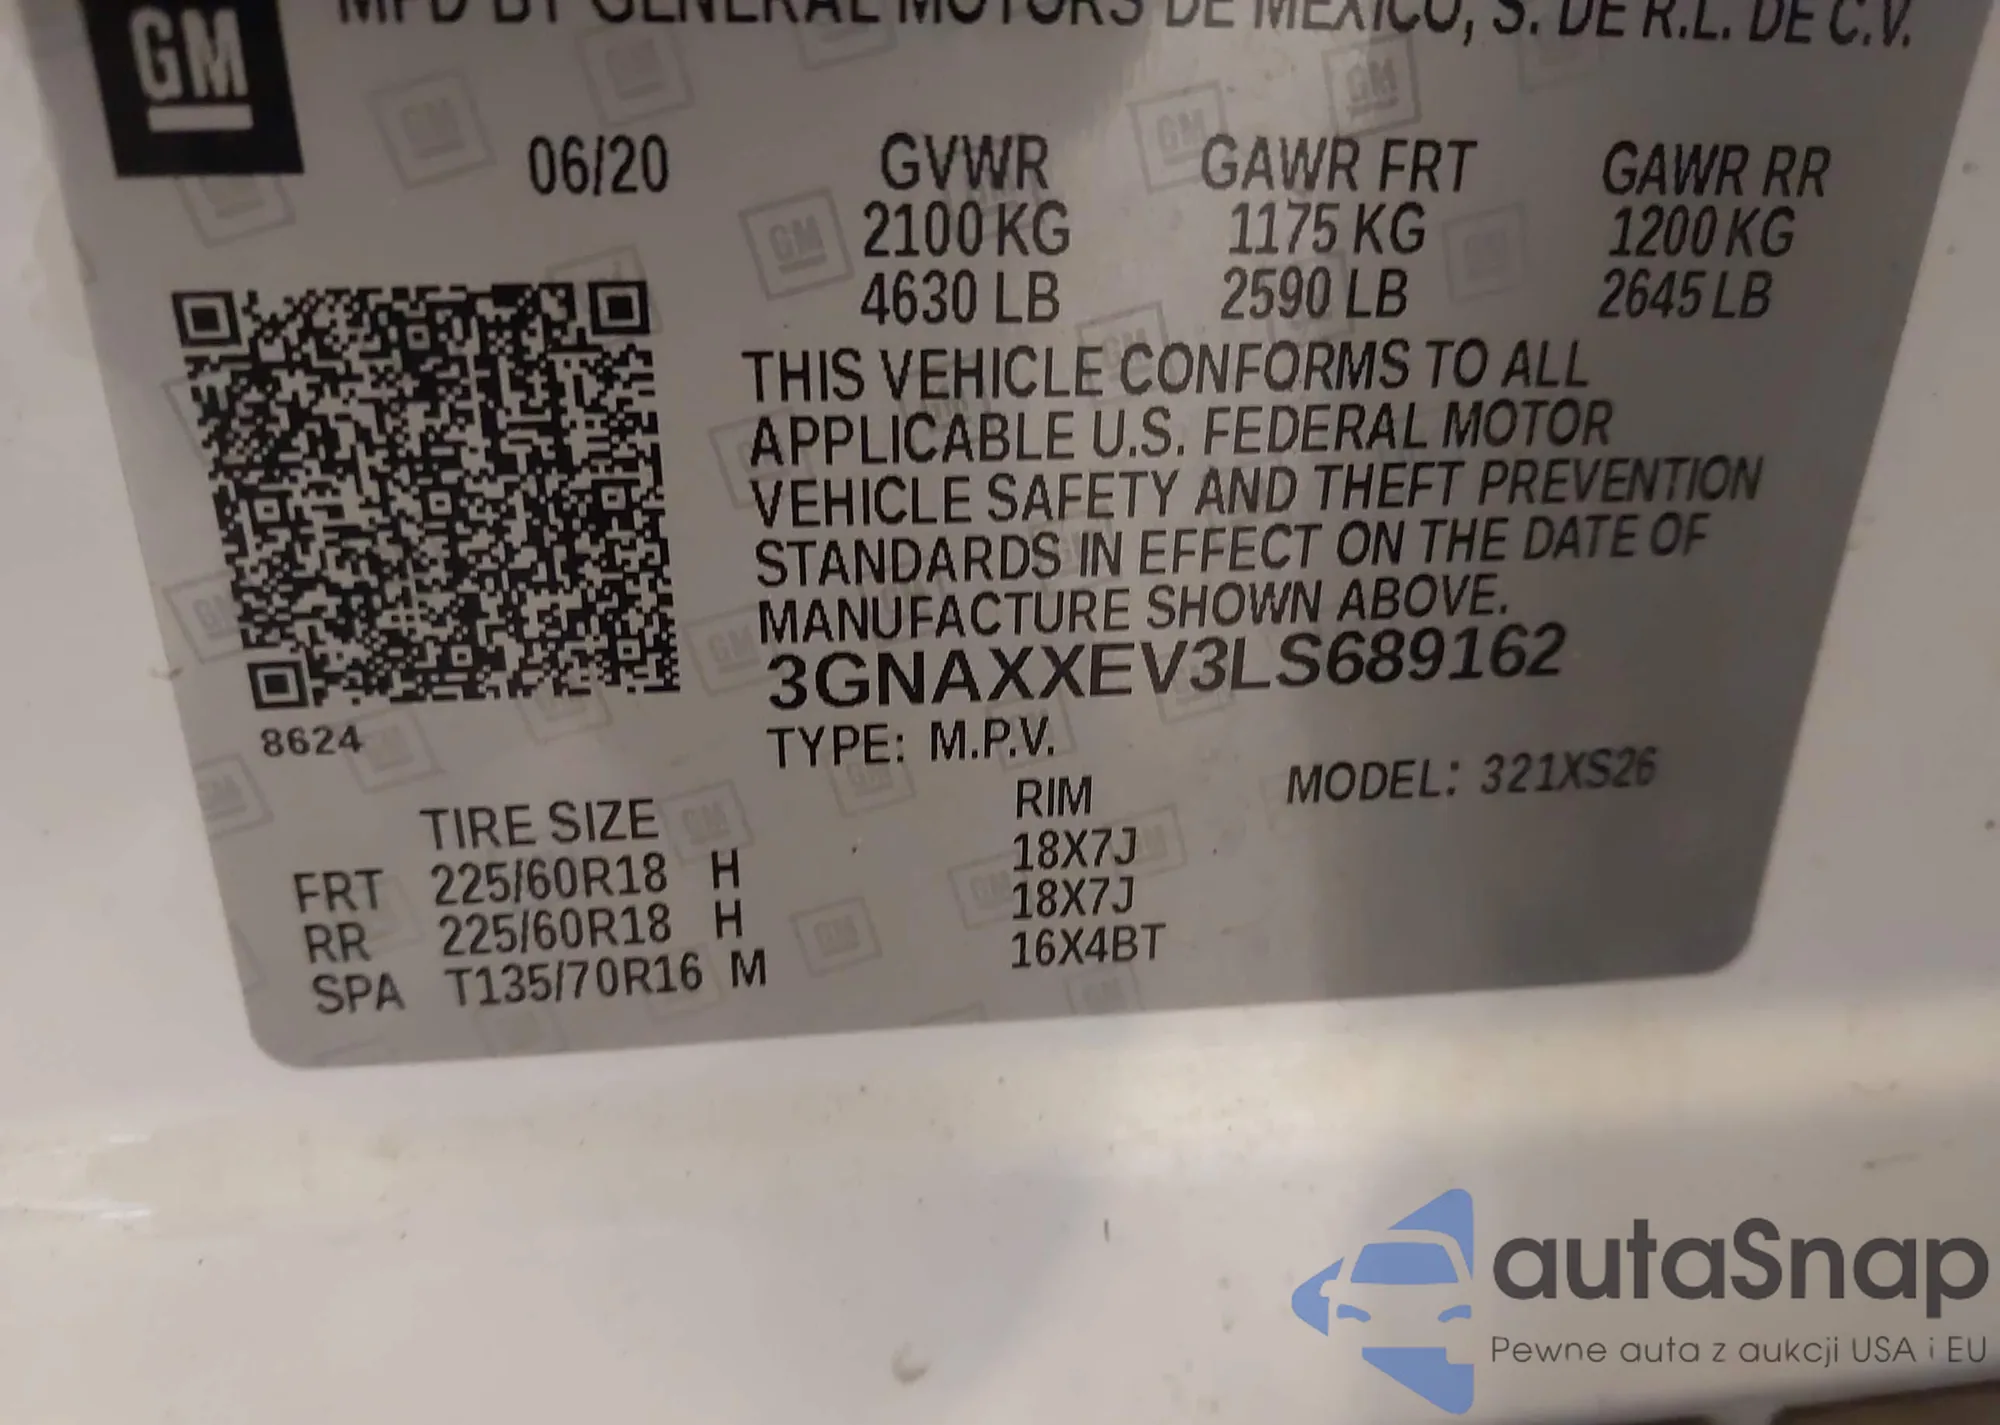 GM
MFD BY GENERAL MOTORS DE MEXICO, S. DE R.L. DE C.V.
06/20 GVWR GAWR FRT GAWR RR
2100 KG 1175 KG 1200 KG
4630 LB 2590 LB 2645 LB
THIS VEHICLE CONFORMS TO ALL
APPLICABLE U.S. FEDERAL MOTOR
VEHICLE SAFETY AND THEFT PREVENTION
STANDARDS IN EFFECT ON THE DATE OF
MANUFACTURE SHOWN ABOVE.
3GNAXXEV3LS689162
8624
TYPE: M.P.V. MODEL: 321XS26
TIRE SIZE RIM
FRT 225/60R18 H 18X7J
RR 225/60R18 H 18X7J
SPA T135/70R16 M 16X4BT
autaSnap
Pewne auta z aukcji USA i EU